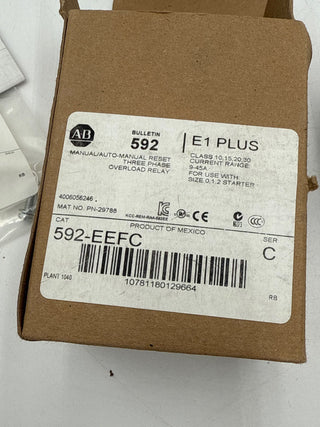 AB
BULLETIN
592
E1 PLUS
MANUAL/AUTO-MANUAL RESET
THREE PHASE
OVERLOAD RELAY
CLASS 10,15,20,30
CURRENT RANGE
9-45A
FOR USE WITH
SIZE 0,1,2 STARTER
4006056246
MAT NO. PN-29788
PRODUCT OF MEXICO
CAT
592-EEFC
SER
C
PLANT 1040
10781180129664
RB